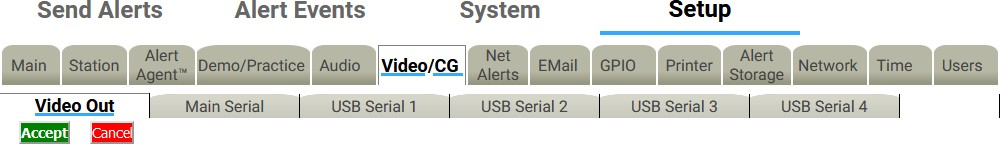 Send Alerts Alert Events System Setup
Main Station Alert Agent™ Demo/Practice Audio Video/CG Net Alerts EMail GPIO Printer Alert Storage Network Time Users
Video Out Main Serial USB Serial 1 USB Serial 2 USB Serial 3 USB Serial 4
Accept Cancel